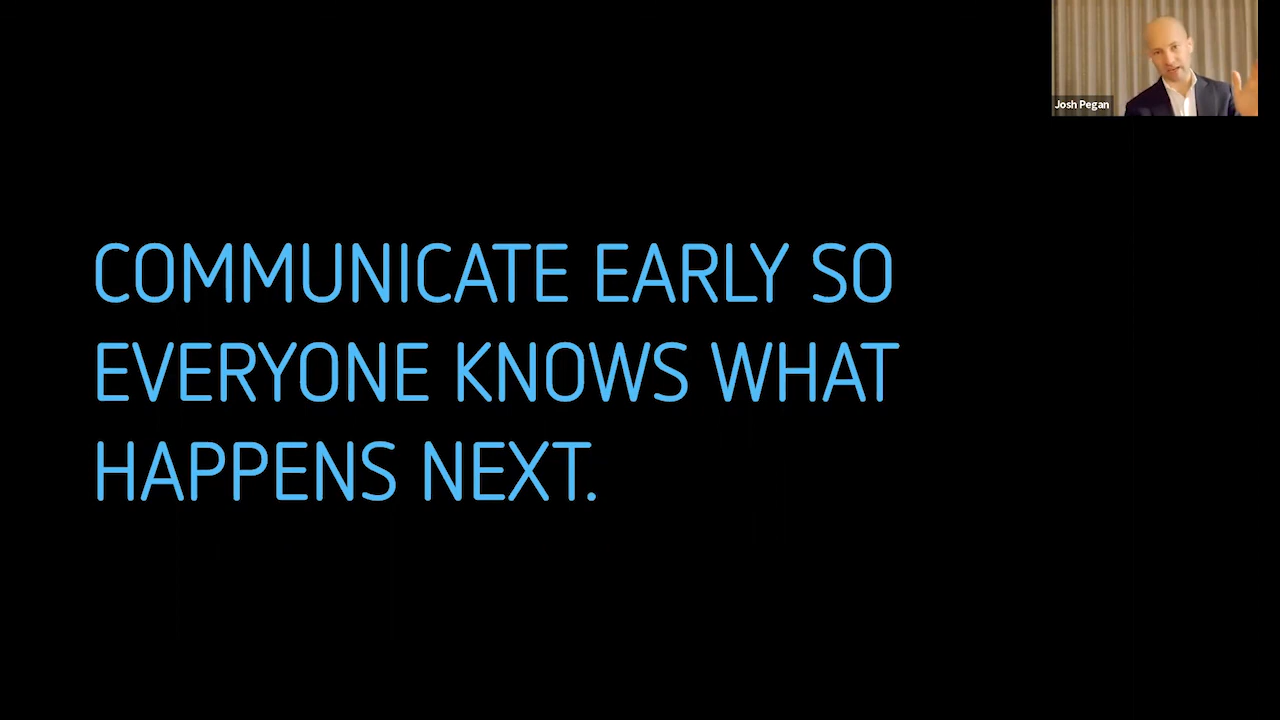 Josh Pegan
COMMUNICATE EARLY SO
EVERYONE KNOWS WHAT
HAPPENS NEXT.